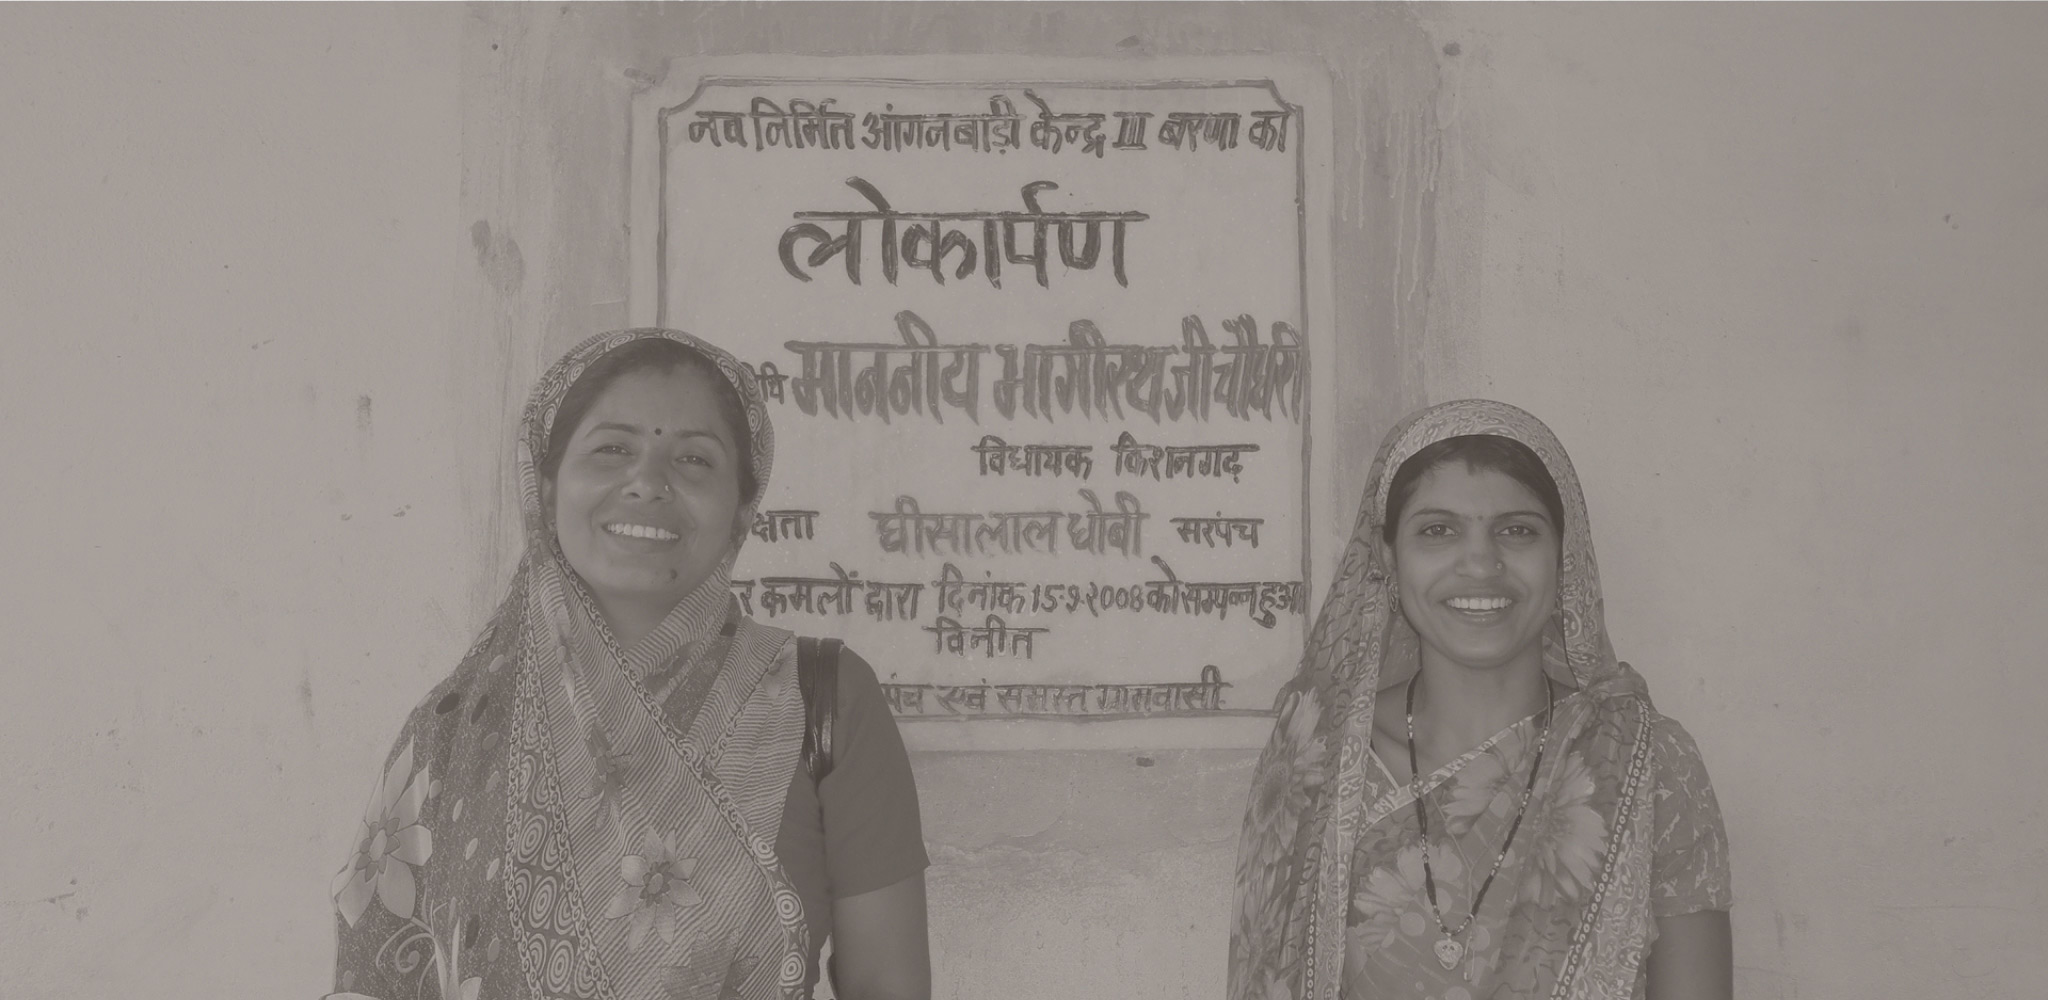 नव निर्मित आंगनबाड़ी केन्द्र III बरणा का
लोकार्पण
माननीय भागीरथ जी चौधरी
विधायक किशनगढ़
क्षता घीसालाल धोबी सरपंच
र कमलों द्वारा दिनांक 15-9-2008 को सम्पन्न हुआ
विनीत
पंच एवं समस्त ग्रामवासी